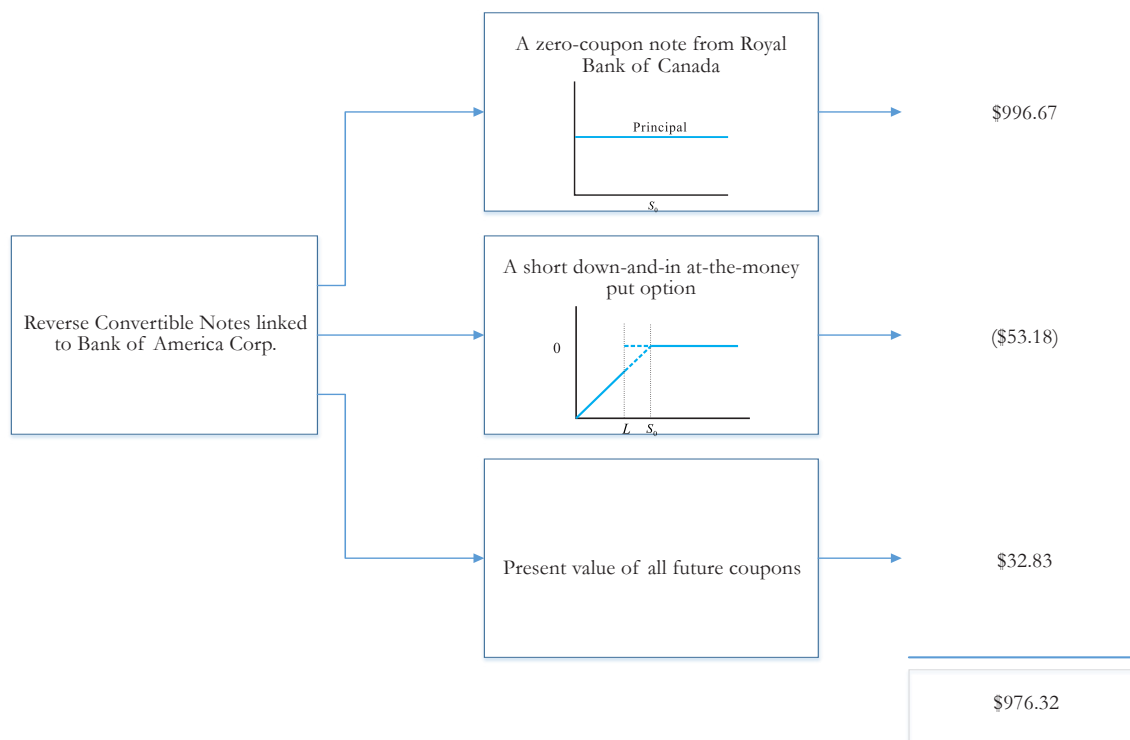 A zero-coupon note from Royal
Bank of Canada
Principal
S₀
$996.67
Reverse Convertible Notes linked
to Bank of America Corp.
A short down-and-in at-the-money
put option
0
L S₀
($53.18)
Present value of all future coupons
$32.83
$976.32